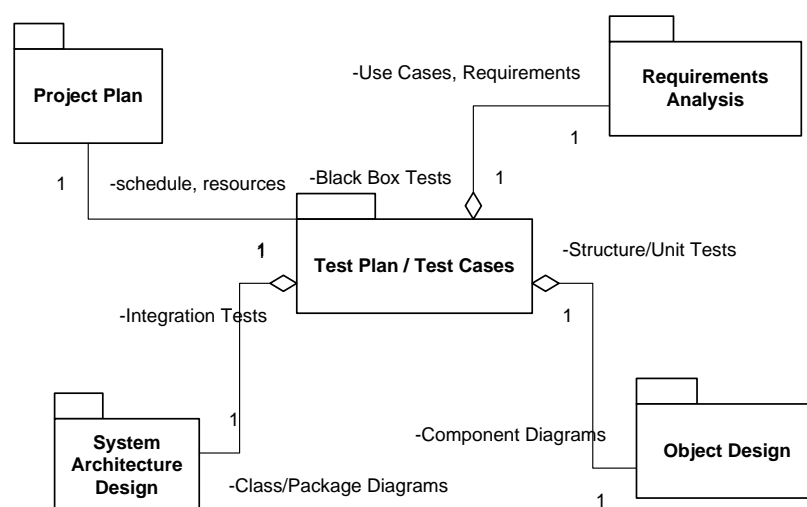 Project Plan
-Use Cases, Requirements
Requirements
Analysis
1
1
-schedule, resources
-Black Box Tests
1
1
1
Test Plan / Test Cases
-Structure/Unit Tests
-Integration Tests
1
1
System
Architecture
Design
-Component Diagrams
Object Design
-Class/Package Diagrams
1